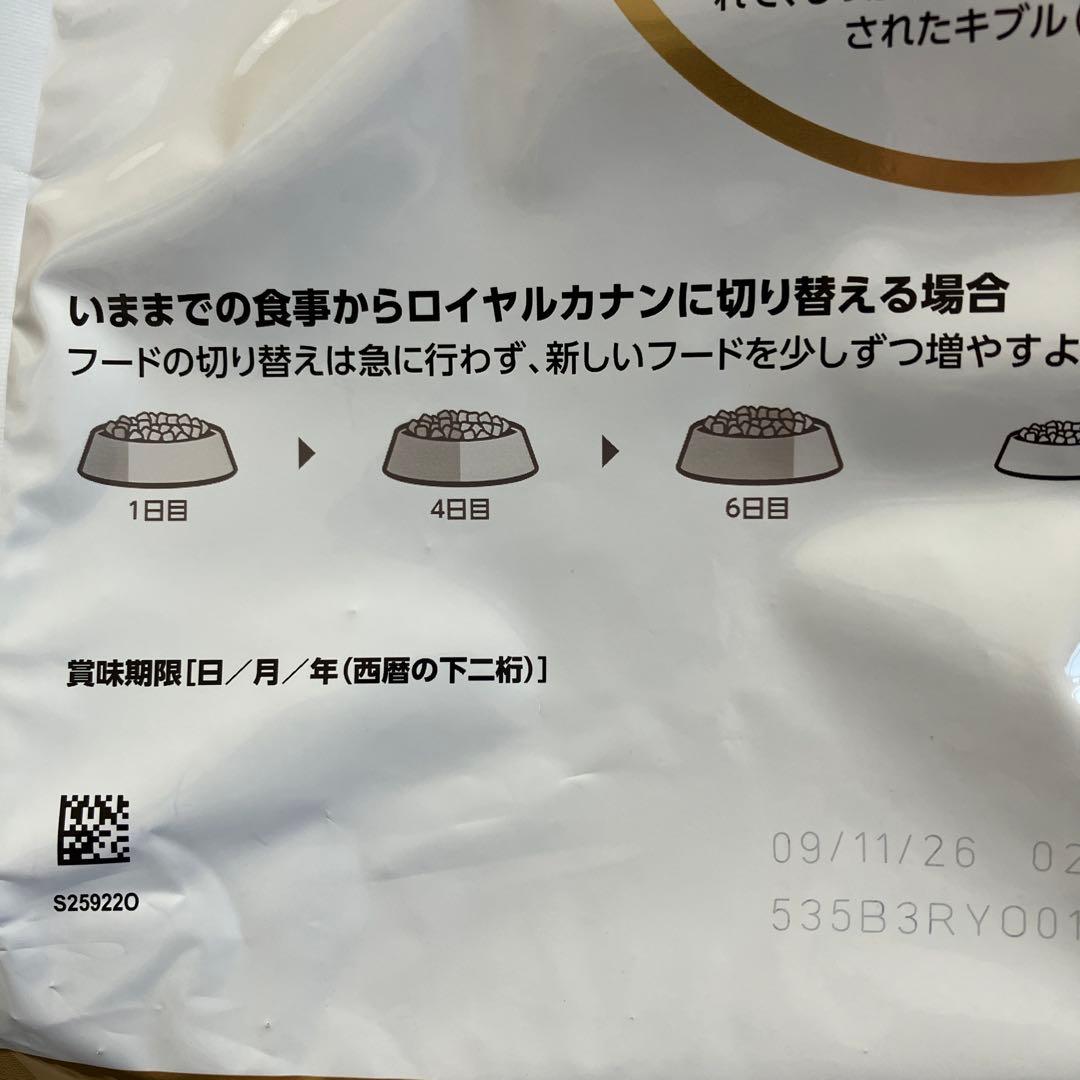 されたキブル(
いままでの食事からロイヤルカナンに切り替える場合
フードの切り替えは急に行わず、新しいフードを少しずつ増やすよ
1日目
4日目
6日目
賞味期限[日/月/年(西暦の下二桁)]
S259220
09/11/26 02
535B3RYO01